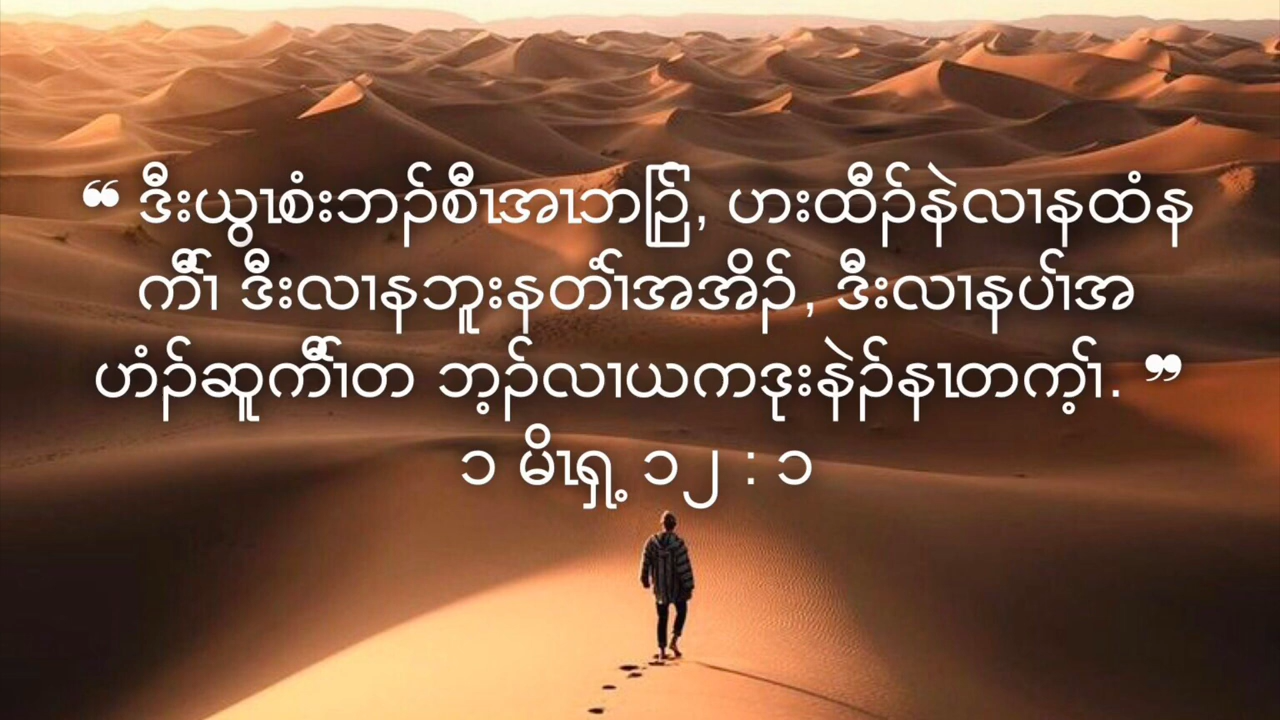 ❝ ဒီးယွၤစံးဘၣ်စီၤအၤဘြၣ်, ဟးထီၣ်နဲလၢနထံန
ကီၢ် ဒီးလၢနဘူးနတံၢ်အအိၣ်, ဒီးလၢနပၢ်အ
ဟံၣ်ဆူကီၢ်တ ဘ့ၣ်လၢယကဒုးနဲၣ်နၤတက့ၢ်. ❞
၁ မိၤရှ့ ၁၂ : ၁